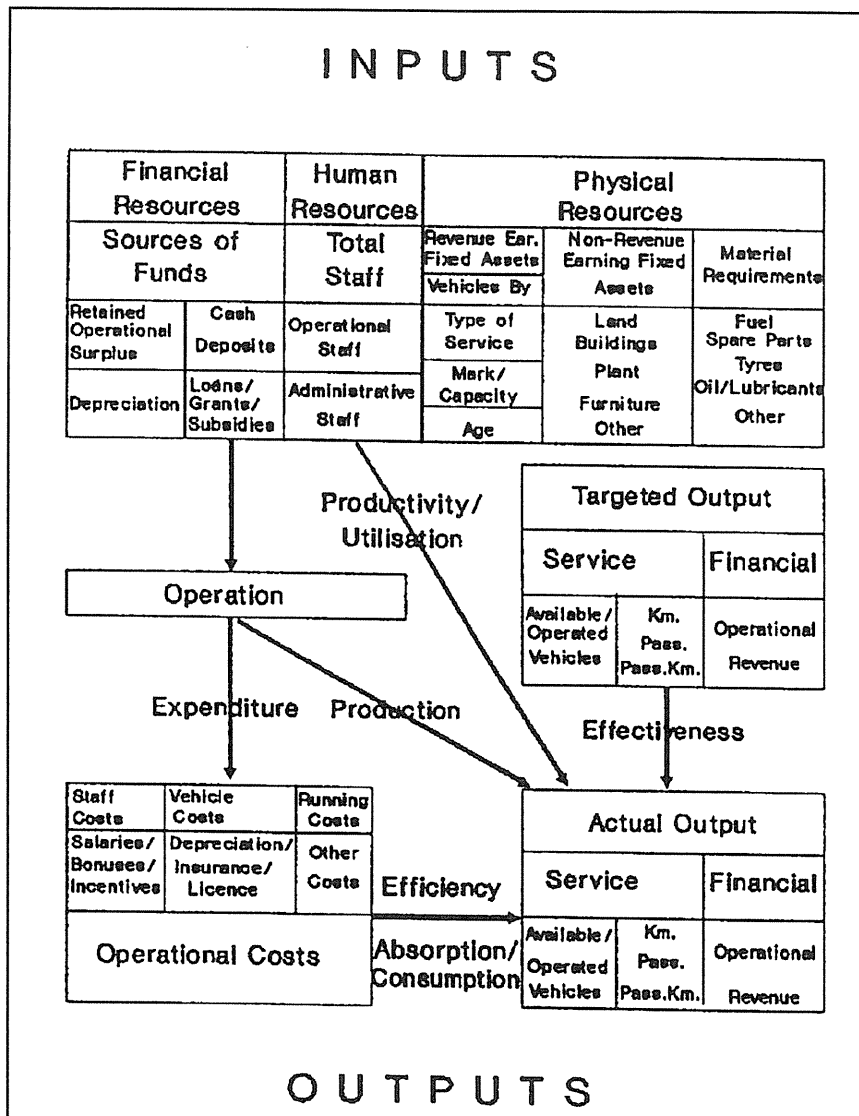 INPUTS
Financial
Resources
Human
Resources
Physical
Resources
Sources of
Funds
Total
Staff
Revenue Ear.
Fixed Assets
Vehicles By
Non-Revenue
Earning Fixed
Assets
Material
Requirements
Retained
Operational
Surplus
Cash
Deposits
Operational
Staff
Type of
Service
Land
Buildings
Plant
Furniture
Other
Fuel
Spare Parts
Tyres
Oil/Lubricants
Other
Depreciation
Loans/
Grants/
Subsidies
Administrative
Staff
Mark/
Capacity
Age
Productivity/
Utilisation
Targeted Output
Service
Financial
Available/
Operated
Vehicles
Km.
Pass.
Pass.Km.
Operational
Revenue
Operation
Expenditure
Production
Effectiveness
Staff
Costs
Vehicle
Costs
Running
Costs
Salaries/
Bonuses/
Incentives
Depreciation/
Insurance/
Licence
Other
Costs
Operational Costs
Efficiency
Absorption/
Consumption
Actual Output
Service
Financial
Available/
Operated
Vehicles
Km.
Pass.
Pass.Km.
Operational
Revenue
OUTPUTS